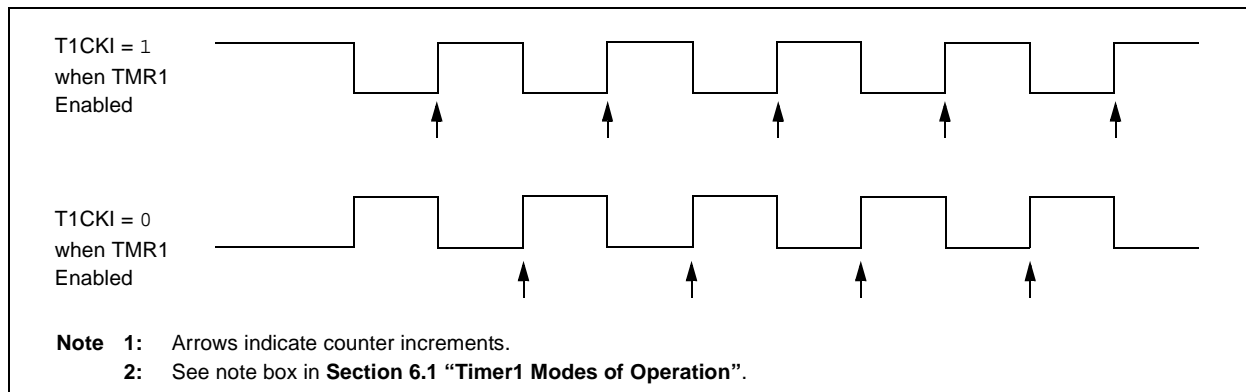 T1CKI = 1
when TMR1
Enabled
T1CKI = 0
when TMR1
Enabled
Note 1: Arrows indicate counter increments.
2: See note box in Section 6.1 “Timer1 Modes of Operation”.